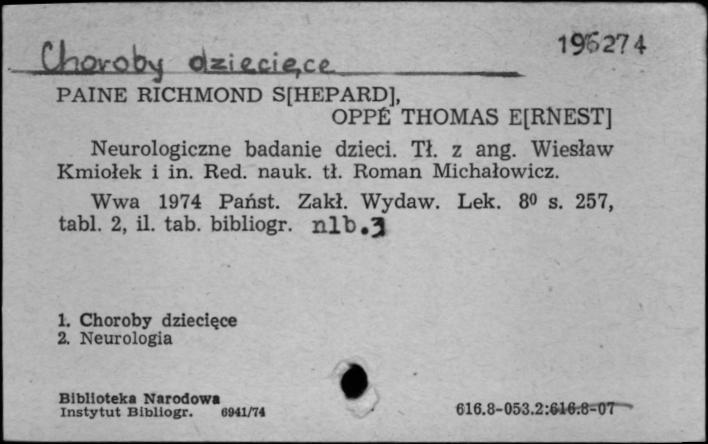 195274
Choroby dziecięce
PAINE RICHMOND S[HEPARD],
OPPÉ THOMAS E[RNEST]
Neurologiczne badanie dzieci. Tł. z ang. Wiesław
Kmiołek i in. Red. nauk. tł. Roman Michałowicz.
Wwa 1974 Państ. Zakł. Wydaw. Lek. 8⁰ s. 257,
tabl. 2, il. tab. bibliogr. nlb.3
1. Choroby dziecięce
2. Neurologia
Biblioteka Narodowa
Instytut Bibliogr. 6941/74
616.8-053.2:616.8-07